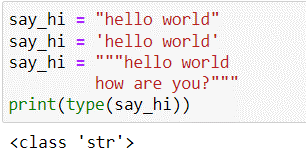 say_hi = "hello world"
say_hi = 'hello world'
say_hi = """hello world
         how are you?"""
print(type(say_hi))
<class 'str'>